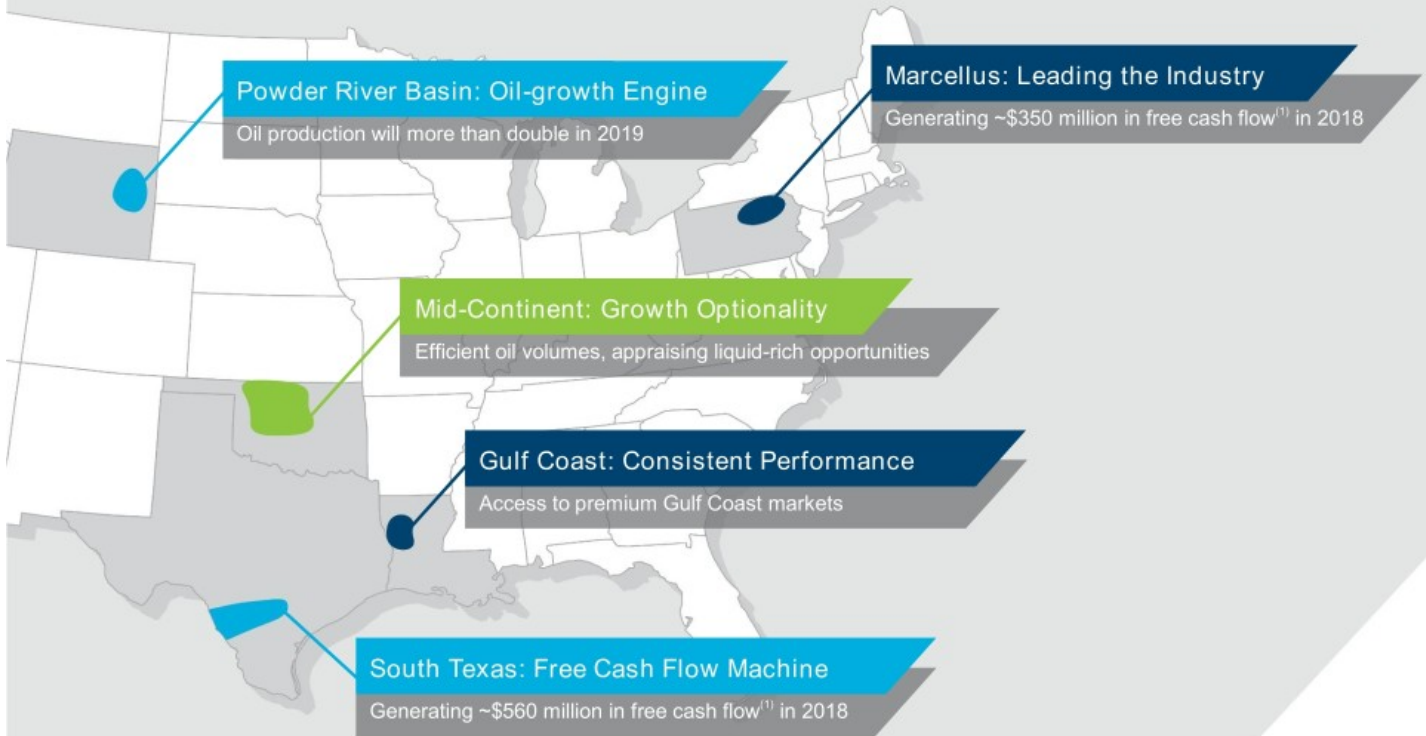 Powder River Basin: Oil-growth Engine
Oil production will more than double in 2019
Marcellus: Leading the Industry
Generating ~$350 million in free cash flow(1) in 2018
Mid-Continent: Growth Optionality
Efficient oil volumes, appraising liquid-rich opportunities
Gulf Coast: Consistent Performance
Access to premium Gulf Coast markets
South Texas: Free Cash Flow Machine
Generating ~$560 million in free cash flow(1) in 2018